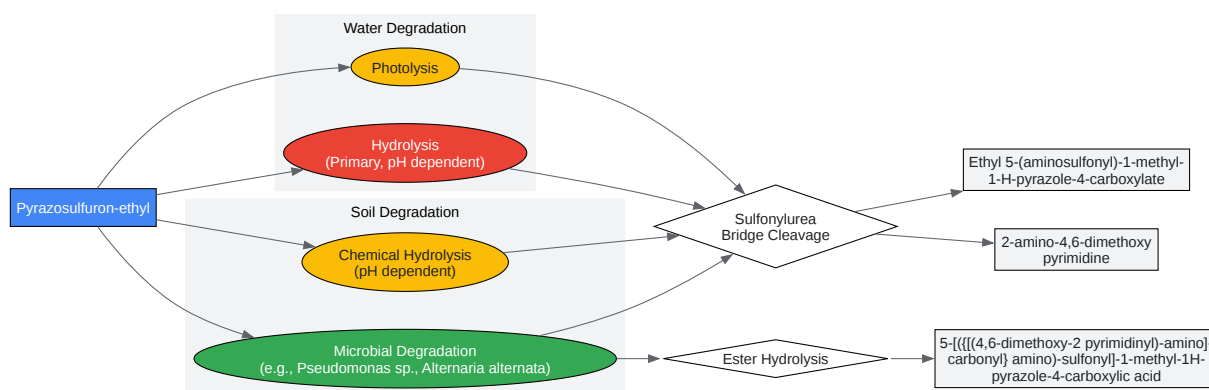 Water Degradation
Photolysis
Hydrolysis
(Primary, pH dependent)
Pyrazosulfuron-ethyl
Soil Degradation
Chemical Hydrolysis
(pH dependent)
Microbial Degradation
(e.g., Pseudomonas sp., Alternaria alternata)
Sulfonylurea
Bridge Cleavage
Ester Hydrolysis
Ethyl 5-(aminosulfonyl)-1-methyl-
1-H-pyrazole-4-carboxylate
2-amino-4,6-dimethoxy
pyrimidine
5-[({[(4,6-dimethoxy-2 pyrimidinyl)-amino]-
carbonyl} amino)-sulfonyl]-1-methyl-1H-
pyrazole-4-carboxylic acid